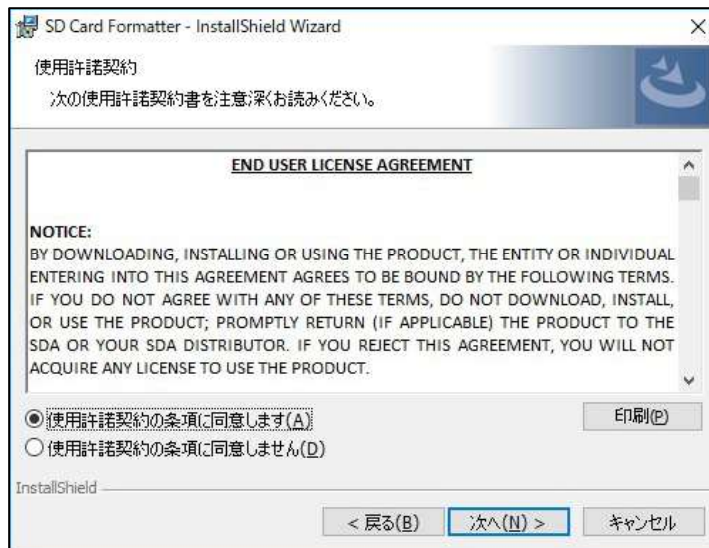 SD Card Formatter - InstallShield Wizard
使用許諾契約
次の使用許諾契約書を注意深くお読みください。
END USER LICENSE AGREEMENT
NOTICE:
BY DOWNLOADING, INSTALLING OR USING THE PRODUCT, THE ENTITY OR INDIVIDUAL
ENTERING INTO THIS AGREEMENT AGREES TO BE BOUND BY THE FOLLOWING TERMS.
IF YOU DO NOT AGREE WITH ANY OF THESE TERMS, DO NOT DOWNLOAD, INSTALL,
OR USE THE PRODUCT; PROMPTLY RETURN (IF APPLICABLE) THE PRODUCT TO THE
SDA OR YOUR SDA DISTRIBUTOR. IF YOU REJECT THIS AGREEMENT, YOU WILL NOT
ACQUIRE ANY LICENSE TO USE THE PRODUCT.
使用許諾契約の条項に同意します(A)
印刷(P)
使用許諾契約の条項に同意しません(D)
InstallShield
< 戻る(B) 次へ(N) > キャンセル